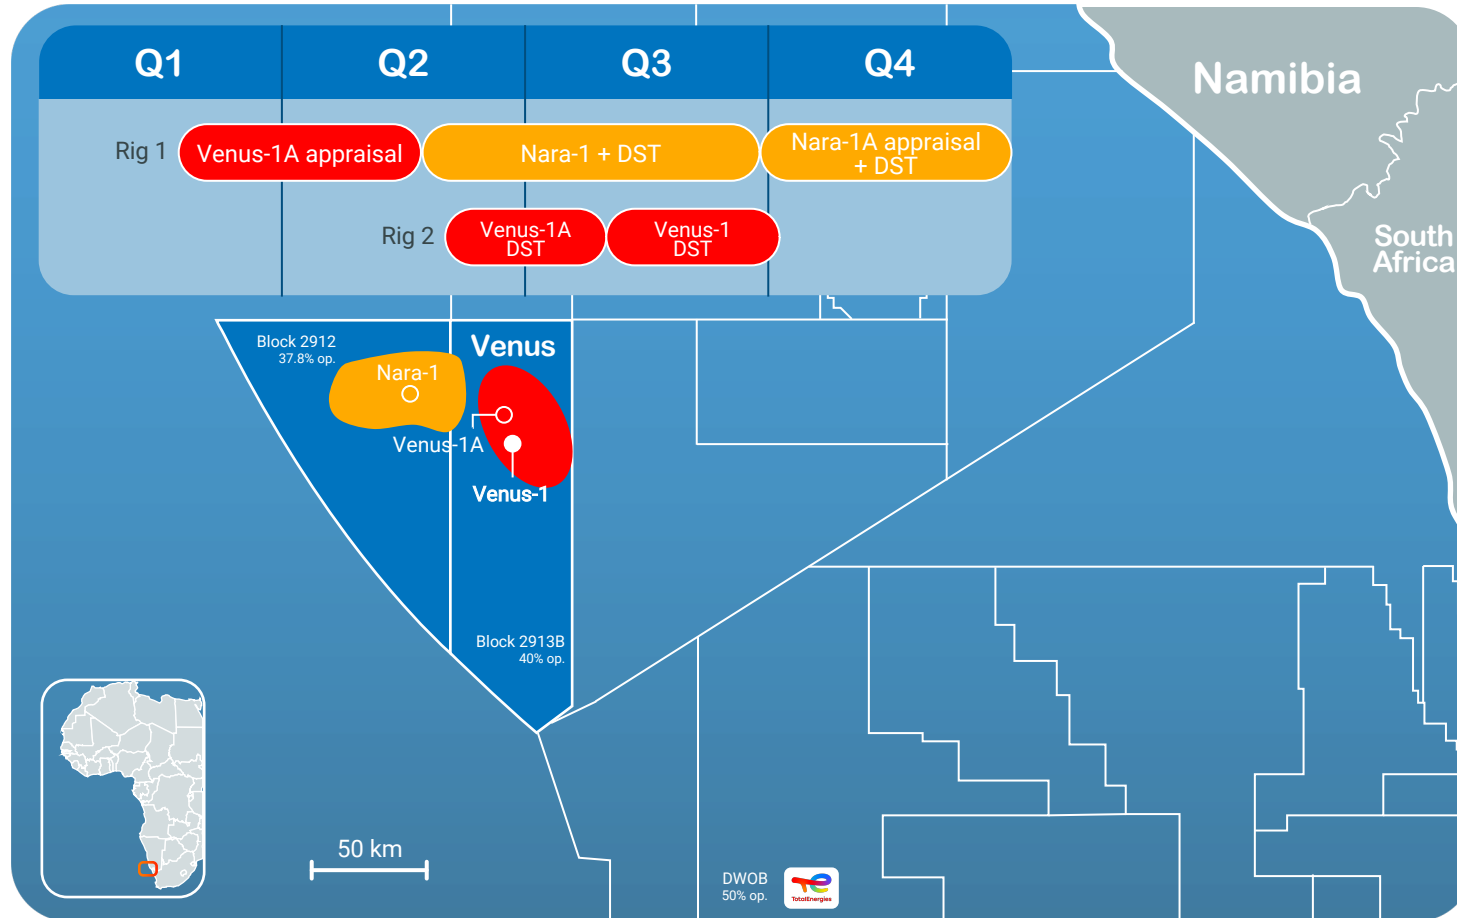 Q1
Q2
Q3
Q4
Namibia
Rig 1
Venus-1A appraisal
Nara-1 + DST
Nara-1A appraisal
+ DST
Rig 2
Venus-1A
DST
Venus-1
DST
South
Africa
Block 2912
37.8% op.
Venus
Nara-1
Venus-1A
Venus-1
Block 2913B
40% op.
50 km
DWOB
50% op.
TotalEnergies